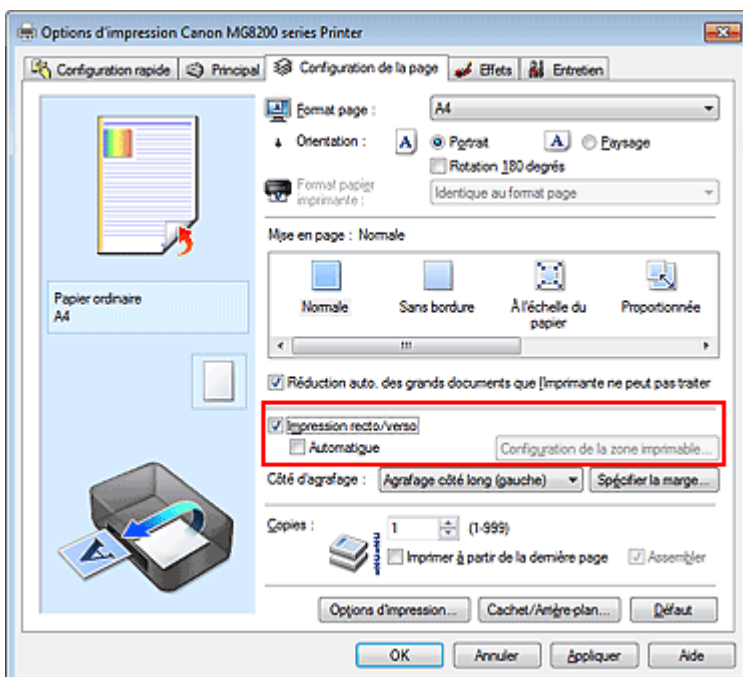 Options d'impression Canon MG8200 series Printer
Configuration rapide Principal Configuration de la page Effets Entretien
Format page : A4
Orientation : A Portrait A Paysage
Rotation 180 degrés
Format papier imprimante : Identique au format page
Mise en page : Normale
Normale Sans bordure À l'échelle du papier Proportionnée
Papier ordinaire
A4
Réduction auto. des grands documents que [Imprimante ne peut pas traiter
Impression recto/verso
Automatique Configuration de la zone imprimable...
Côté d'agrafage : Agrafage côté long (gauche) Spécifier la marge...
Copies : 1 (1-999)
Imprimer à partir de la dernière page Assembler
Options d'impression... Cachet/Arrière-plan... Défaut
OK Annuler Appliquer Aide